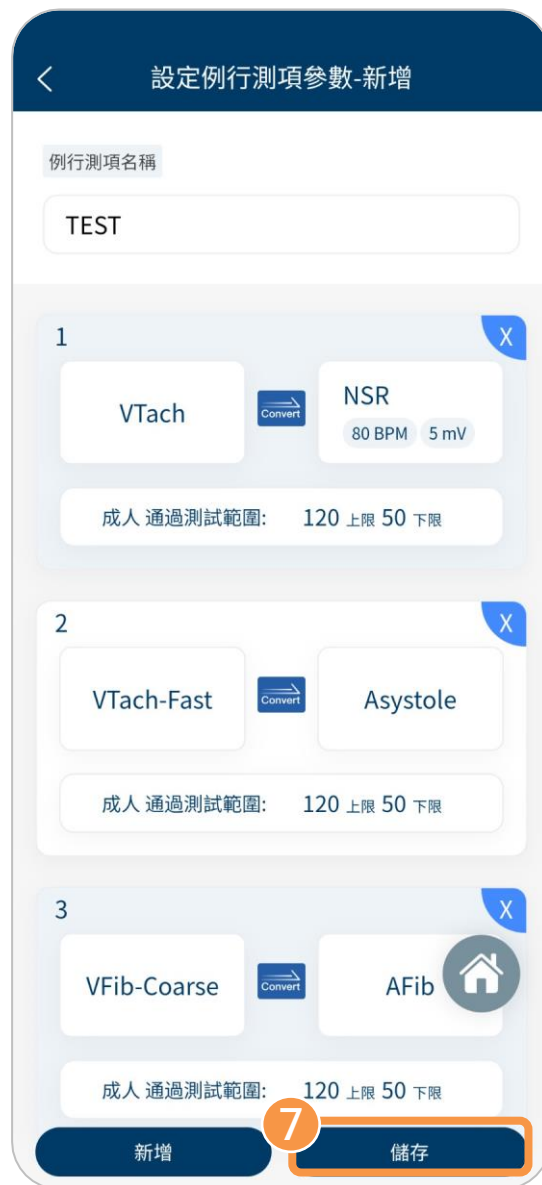 設定例行測項參數-新增
例行測項名稱
TEST
1
X
VTach
Convert
NSR
80 BPM 5 mV
成人 通過測試範圍: 120 上限 50 下限
2
X
VTach-Fast
Convert
Asystole
成人 通過測試範圍: 120 上限 50 下限
3
X
VFib-Coarse
Convert
AFib
成人 通過測試範圍: 120 上限 50 下限
7
新增
儲存